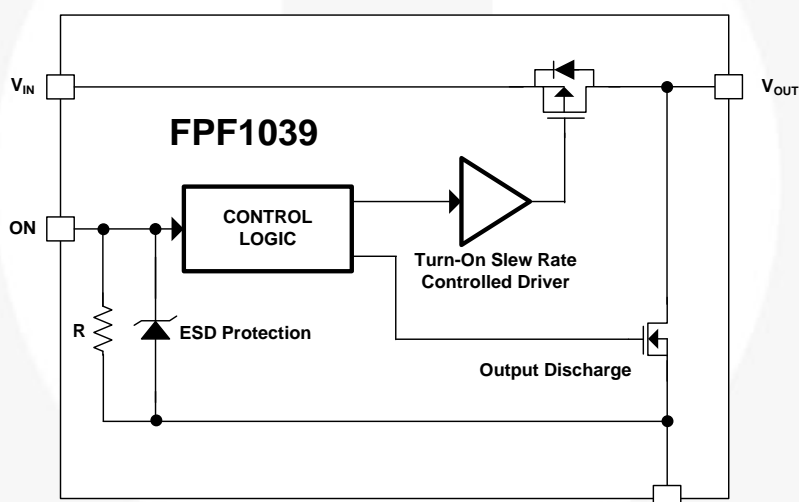 VIN
VOUT
FPF1039
ON
CONTROL
LOGIC
Turn-On Slew Rate
Controlled Driver
R
ESD Protection
Output Discharge